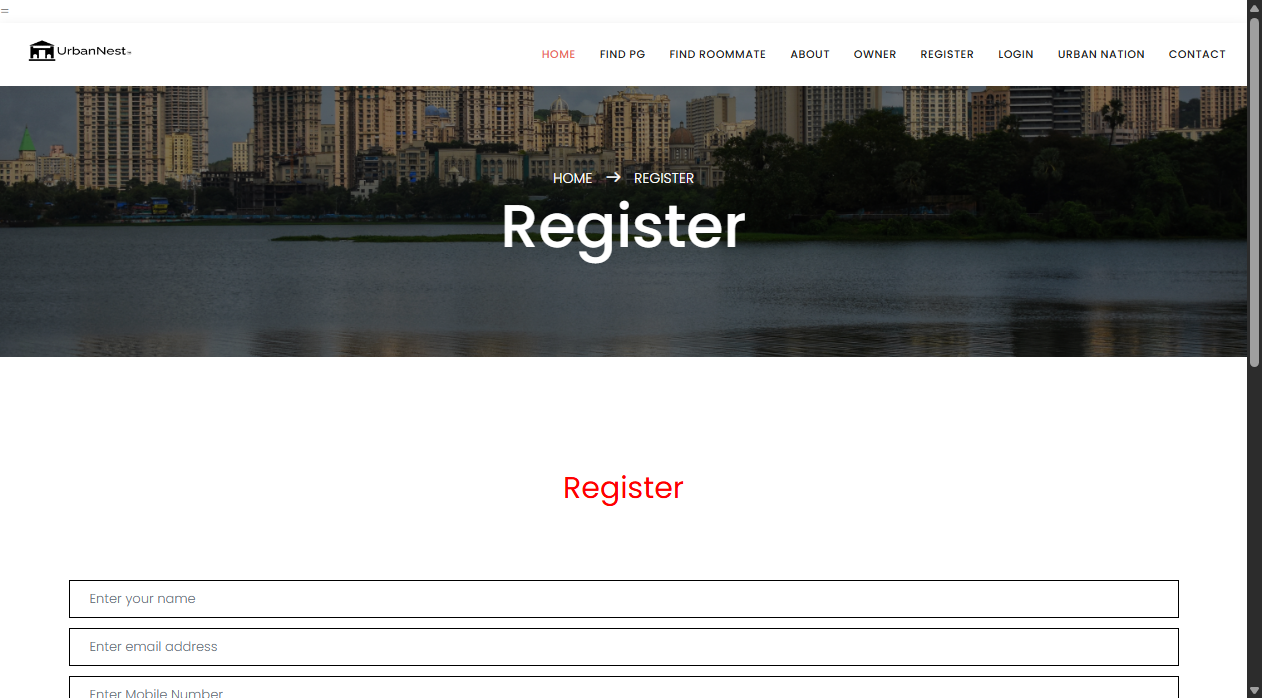 =
UrbanNest™
HOME FIND PG FIND ROOMMATE ABOUT OWNER REGISTER LOGIN URBAN NATION CONTACT
HOME → REGISTER
Register
Register
Enter your name
Enter email address
Enter Mobile Number